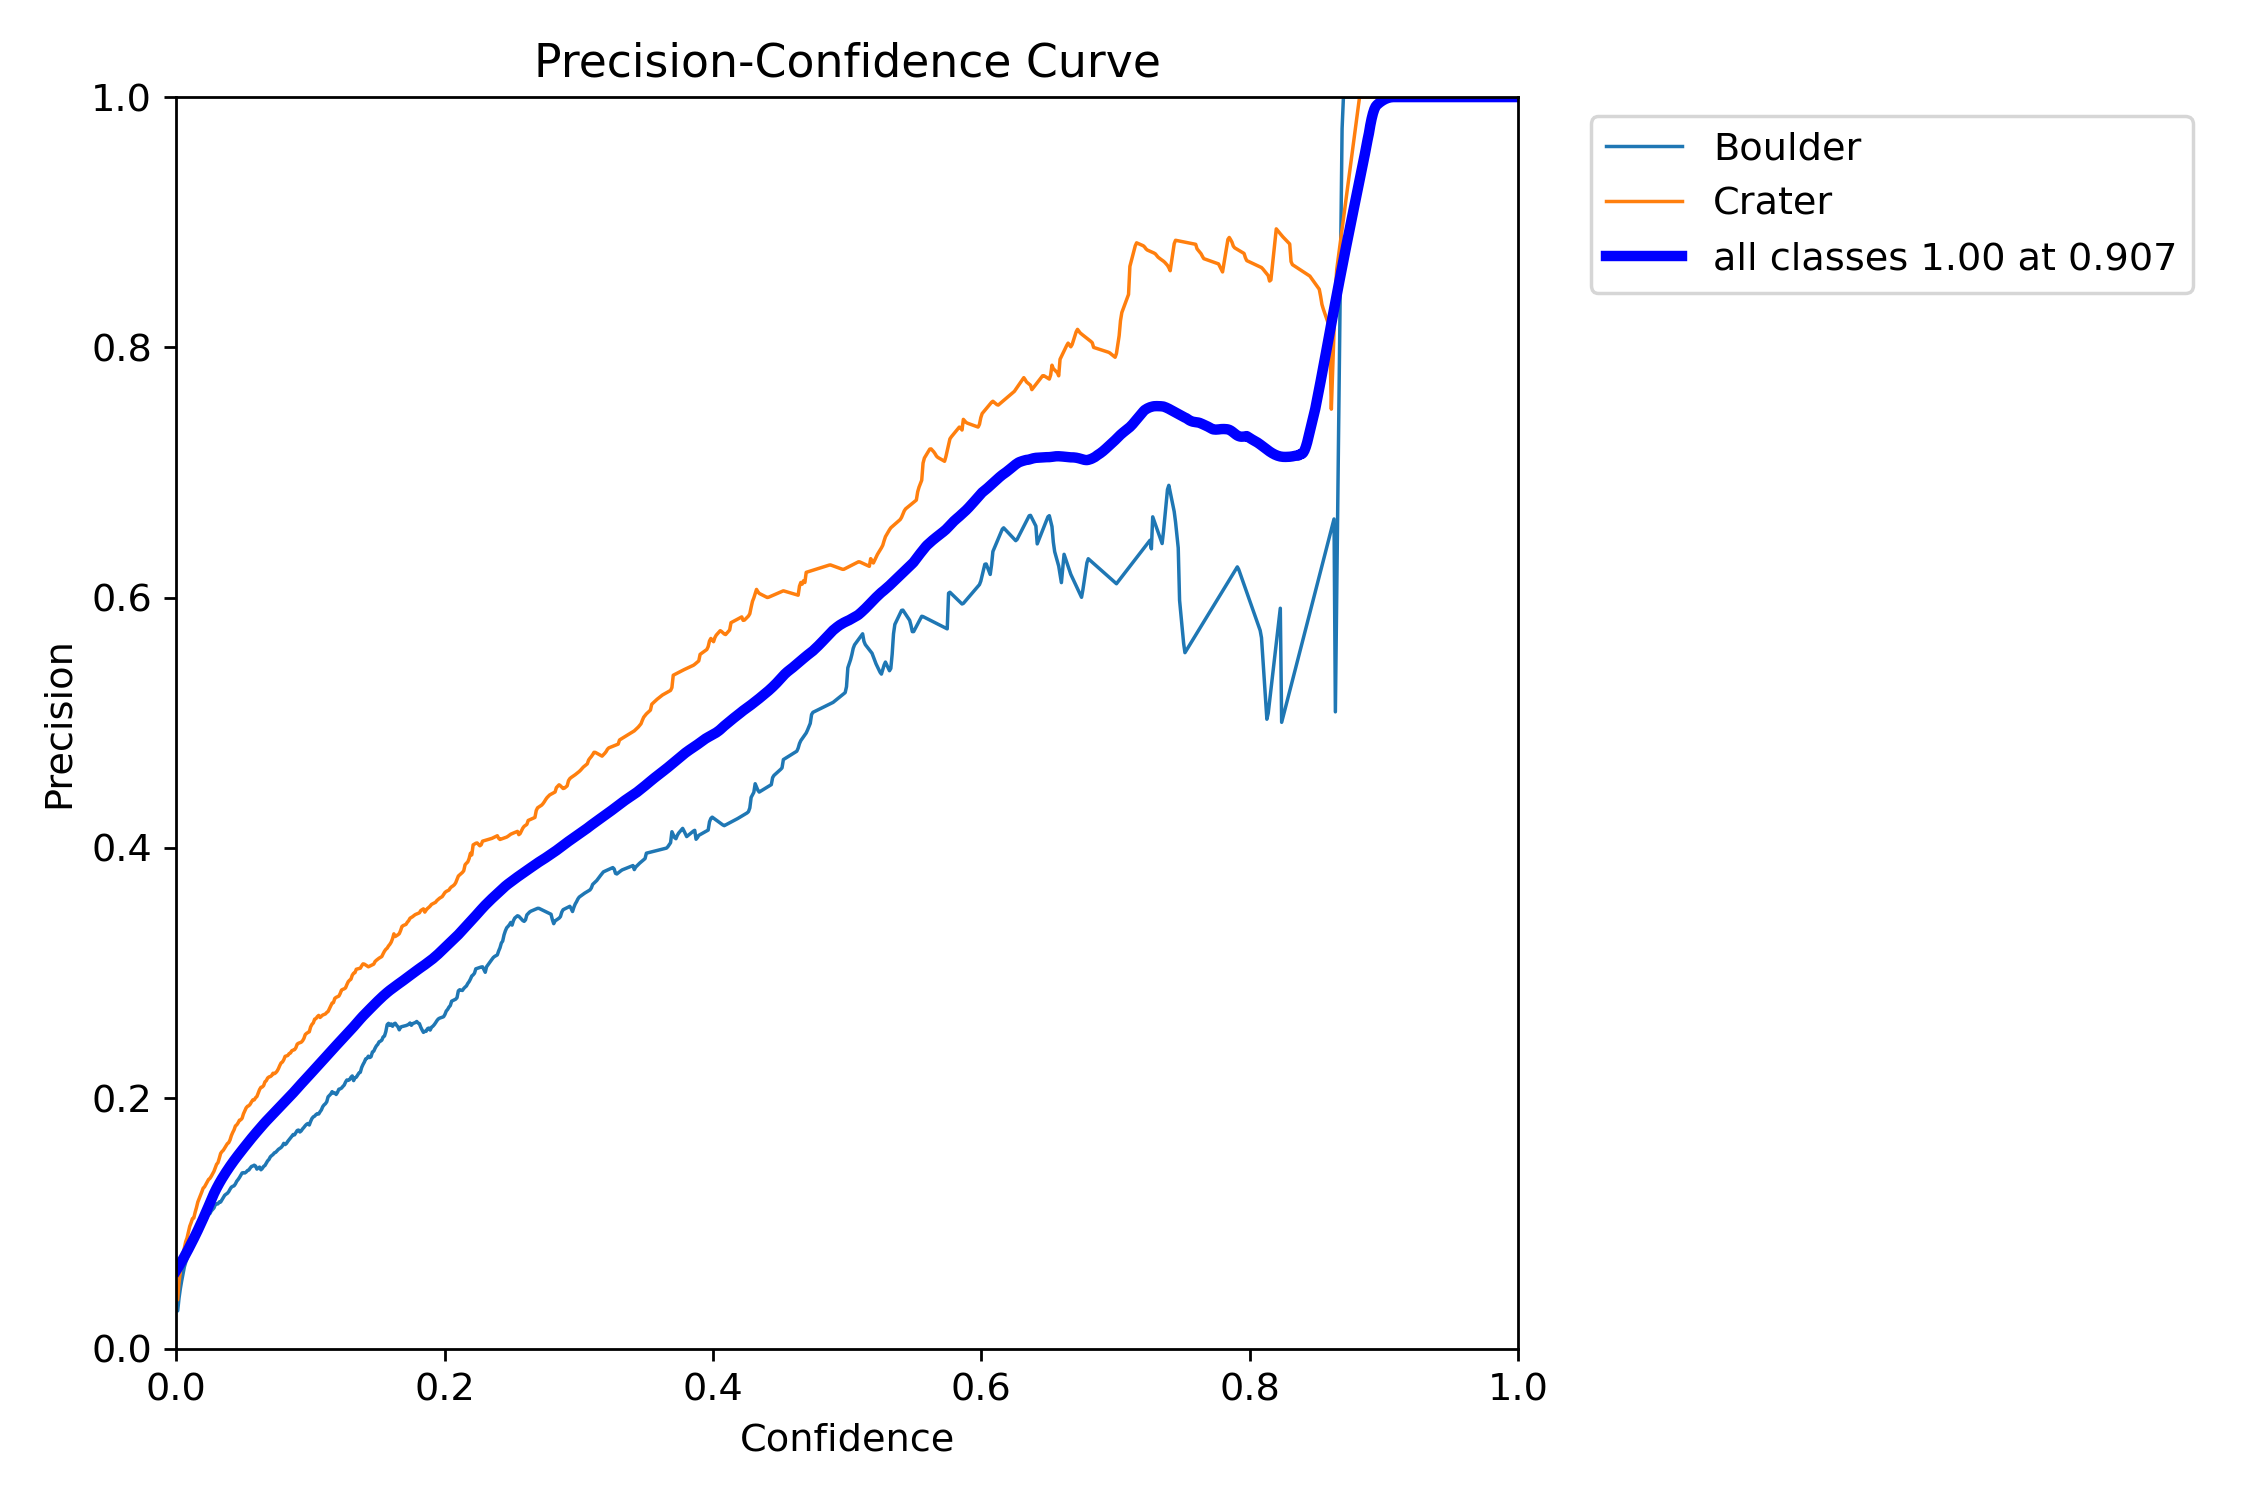 Precision-Confidence Curve
1.0
0.8
0.6
0.4
0.2
0.0
Precision
0.0 0.2 0.4 0.6 0.8 1.0
Confidence
Boulder
Crater
all classes 1.00 at 0.907